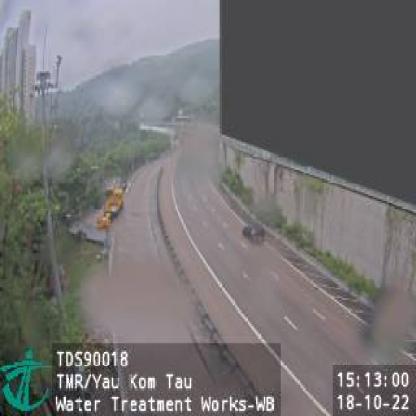 TDS90018
TMR/Yau Kom Tau
Water Treatment Works-WB
15:13:00
18-10-22